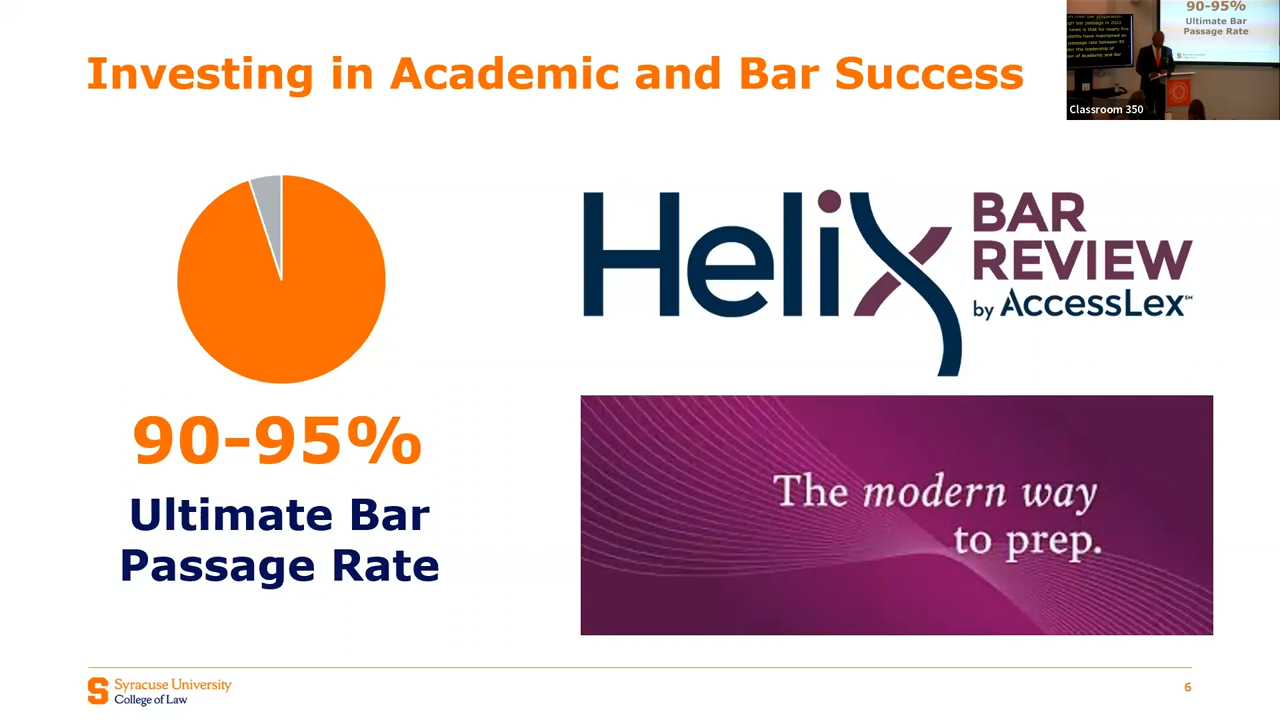 Investing in Academic and Bar Success
90-95%
Ultimate Bar
Passage Rate
Helix BAR
REVIEW
by AccessLex℠
The modern way
to prep.
Syracuse University
College of Law
6
90-95%
Ultimate Bar
Passage Rate
Classroom 350